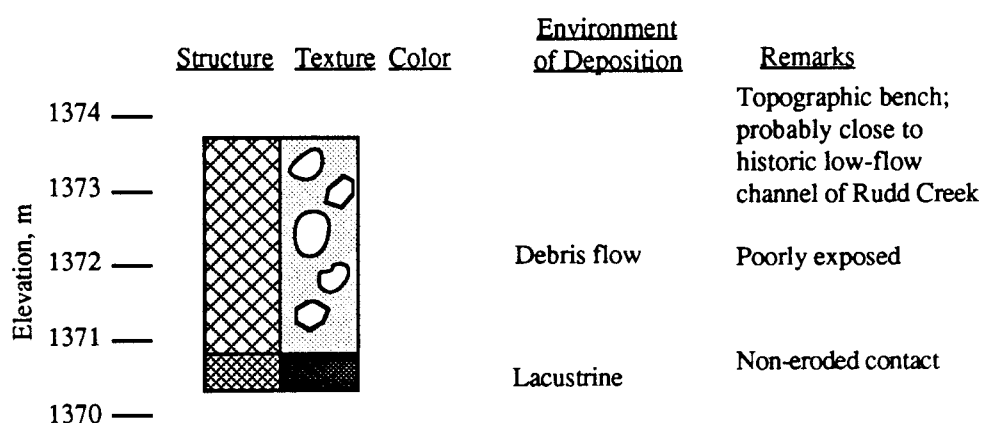 Structure Texture Color
Environment
of Deposition
Remarks
Elevation, m
1374
1373
1372
1371
1370
Topographic bench;
probably close to
historic low-flow
channel of Rudd Creek
Debris flow
Poorly exposed
Lacustrine
Non-eroded contact